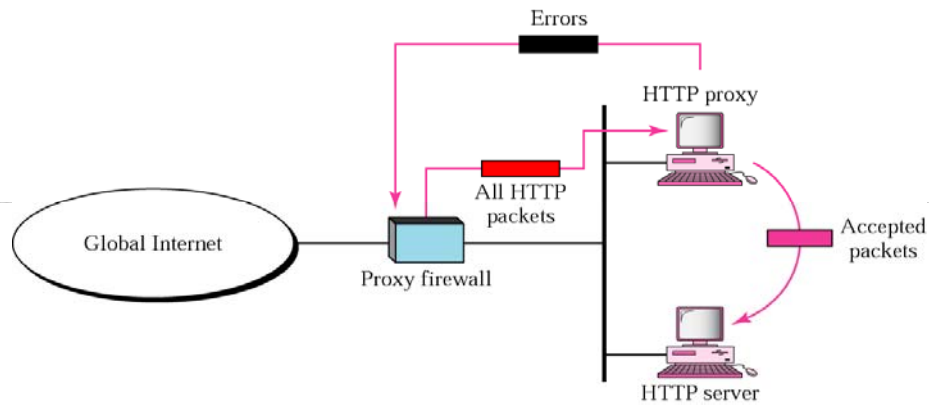 Errors
HTTP proxy
All HTTP
packets
Accepted
packets
Global Internet
Proxy firewall
HTTP server